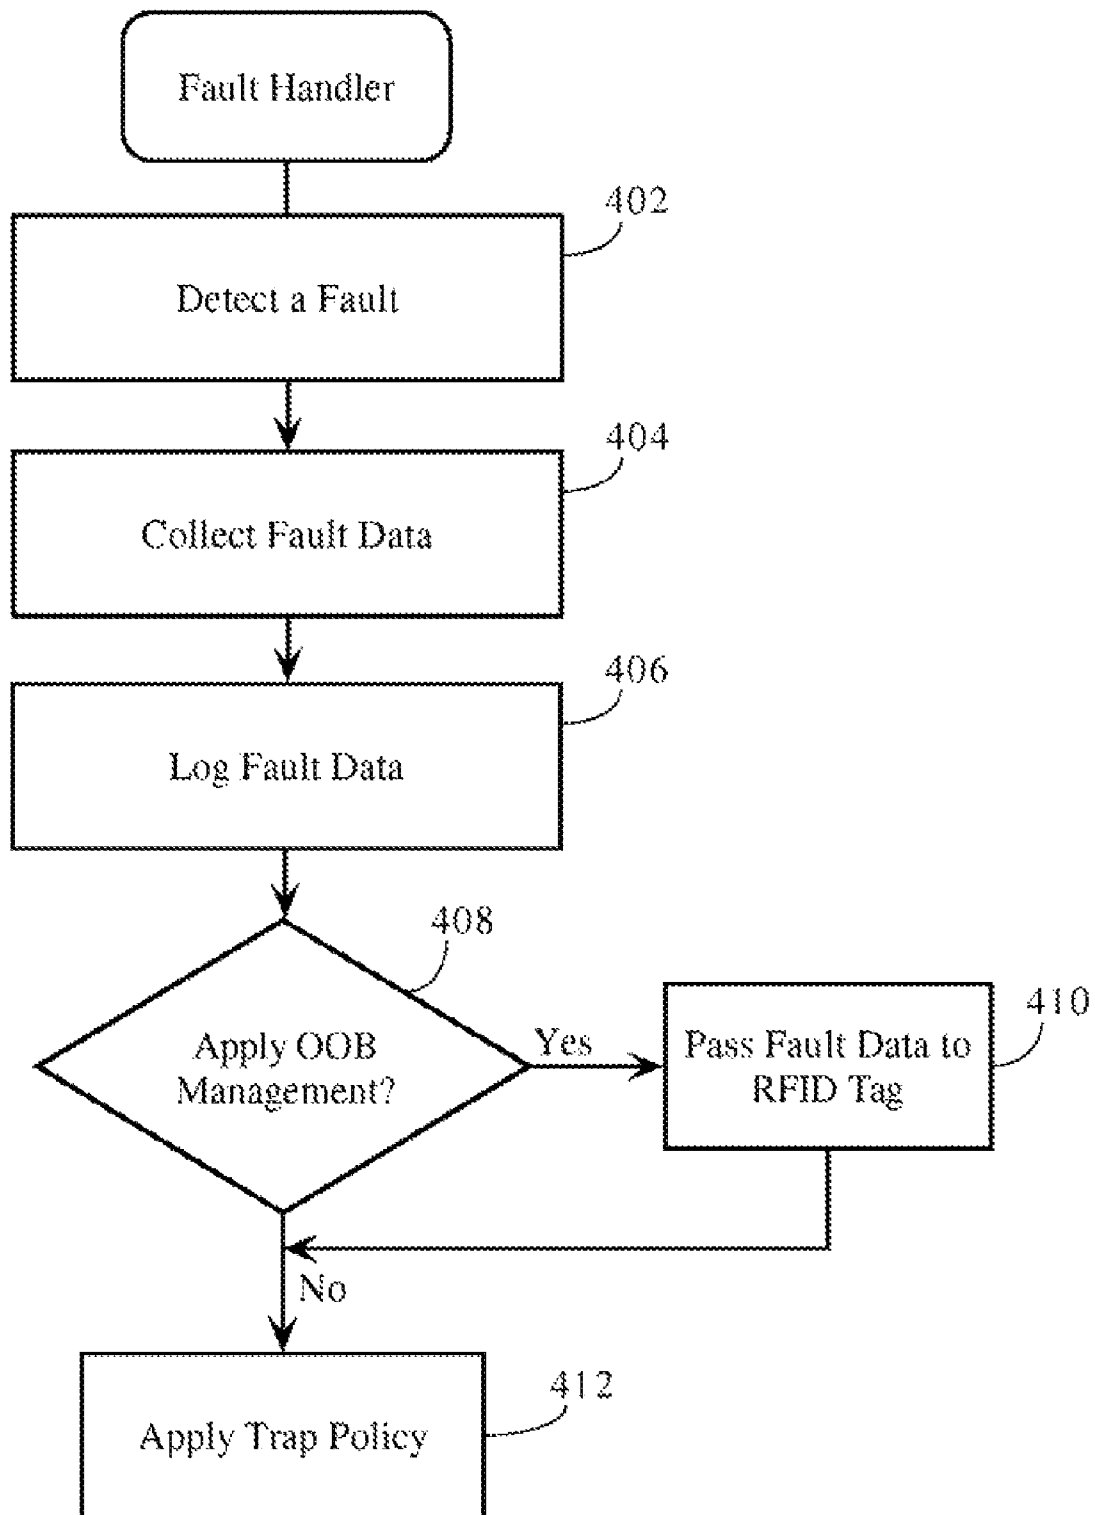 Fault Handler
402
Detect a Fault
404
Collect Fault Data
406
Log Fault Data
408
Apply OOB
Management?
Yes
410
Pass Fault Data to
RFID Tag
No
412
Apply Trap Policy